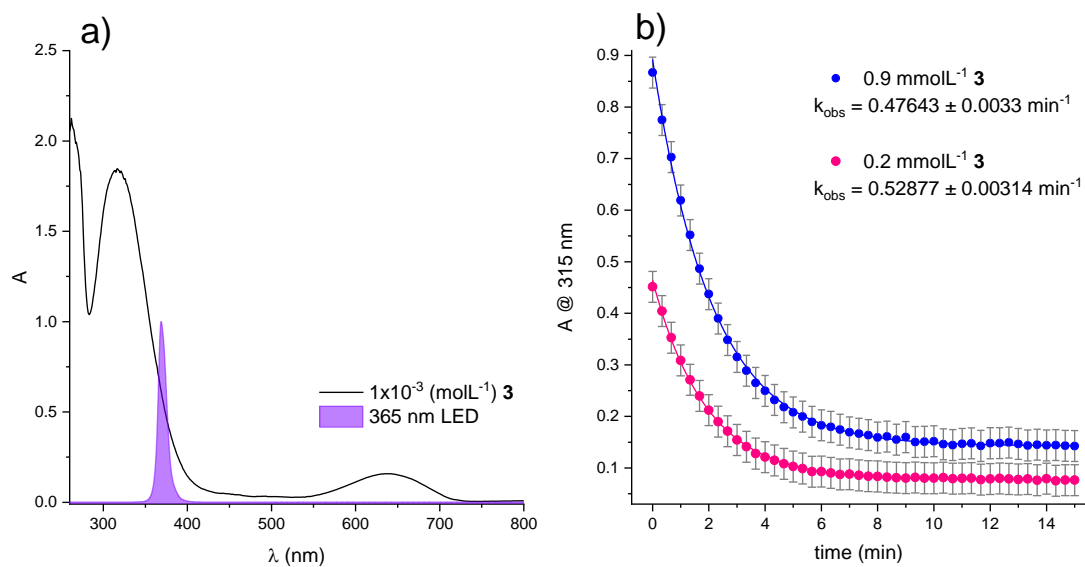 a)
2.5
2.0
1.5
1.0
0.5
0.0
A
300 400 500 600 700 800
λ (nm)
1x10⁻³ (molL⁻¹) 3
365 nm LED
b)
0.9
0.8
0.7
0.6
0.5
0.4
0.3
0.2
0.1
A @ 315 nm
0 2 4 6 8 10 12 14
time (min)
0.9 mmolL⁻¹ 3
k_obs = 0.47643 ± 0.0033 min⁻¹
0.2 mmolL⁻¹ 3
k_obs = 0.52877 ± 0.00314 min⁻¹